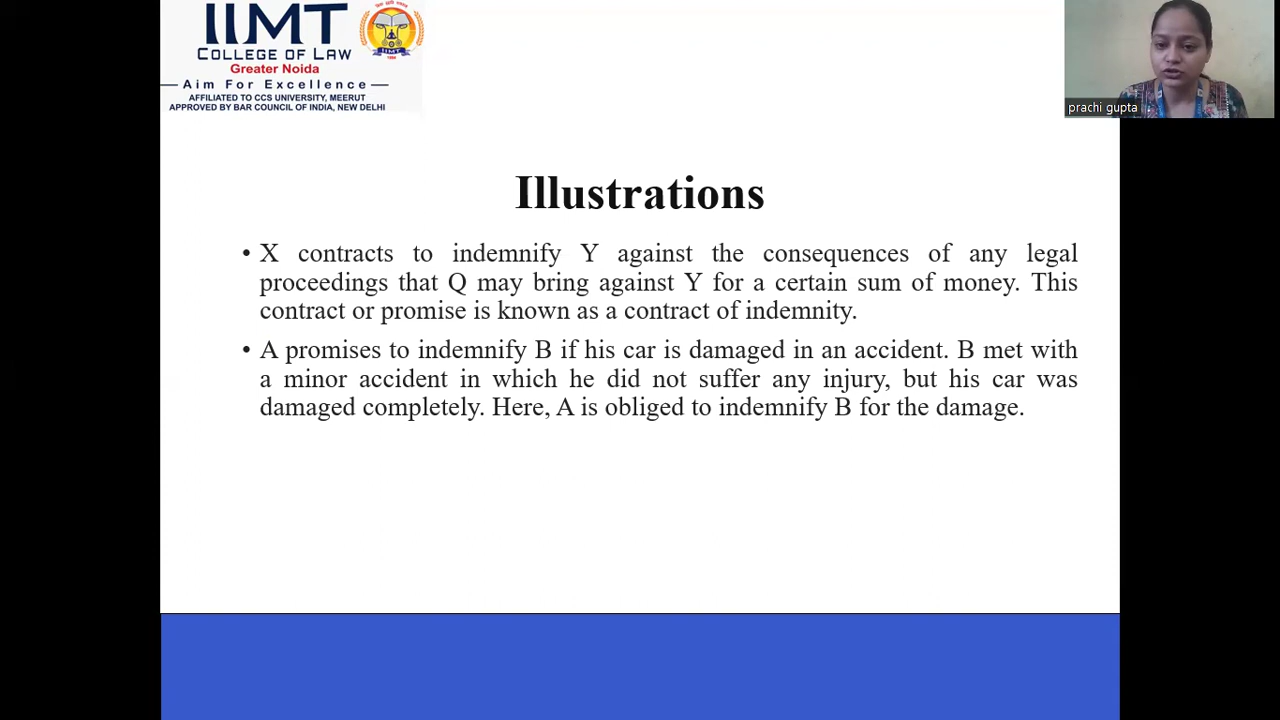 IIMT
COLLEGE OF LAW
Greater Noida
Aim For Excellence
AFFILIATED TO CCS UNIVERSITY, MEERUT
APPROVED BY BAR COUNCIL OF INDIA, NEW DELHI
IIMT
prachi gupta
Illustrations
• X contracts to indemnify Y against the consequences of any legal
proceedings that Q may bring against Y for a certain sum of money. This
contract or promise is known as a contract of indemnity.
• A promises to indemnify B if his car is damaged in an accident. B met with
a minor accident in which he did not suffer any injury, but his car was
damaged completely. Here, A is obliged to indemnify B for the damage.